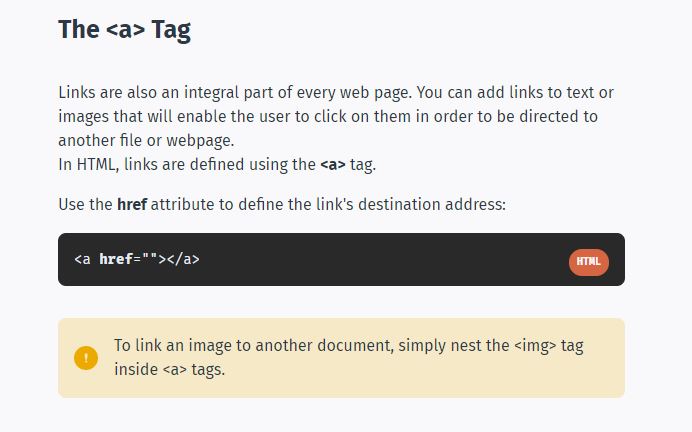 The <a> Tag
Links are also an integral part of every web page. You can add links to text or
images that will enable the user to click on them in order to be directed to
another file or webpage.
In HTML, links are defined using the <a> tag.
Use the href attribute to define the link's destination address:
<a href=""></a>
HTML
!
To link an image to another document, simply nest the <img> tag
inside <a> tags.